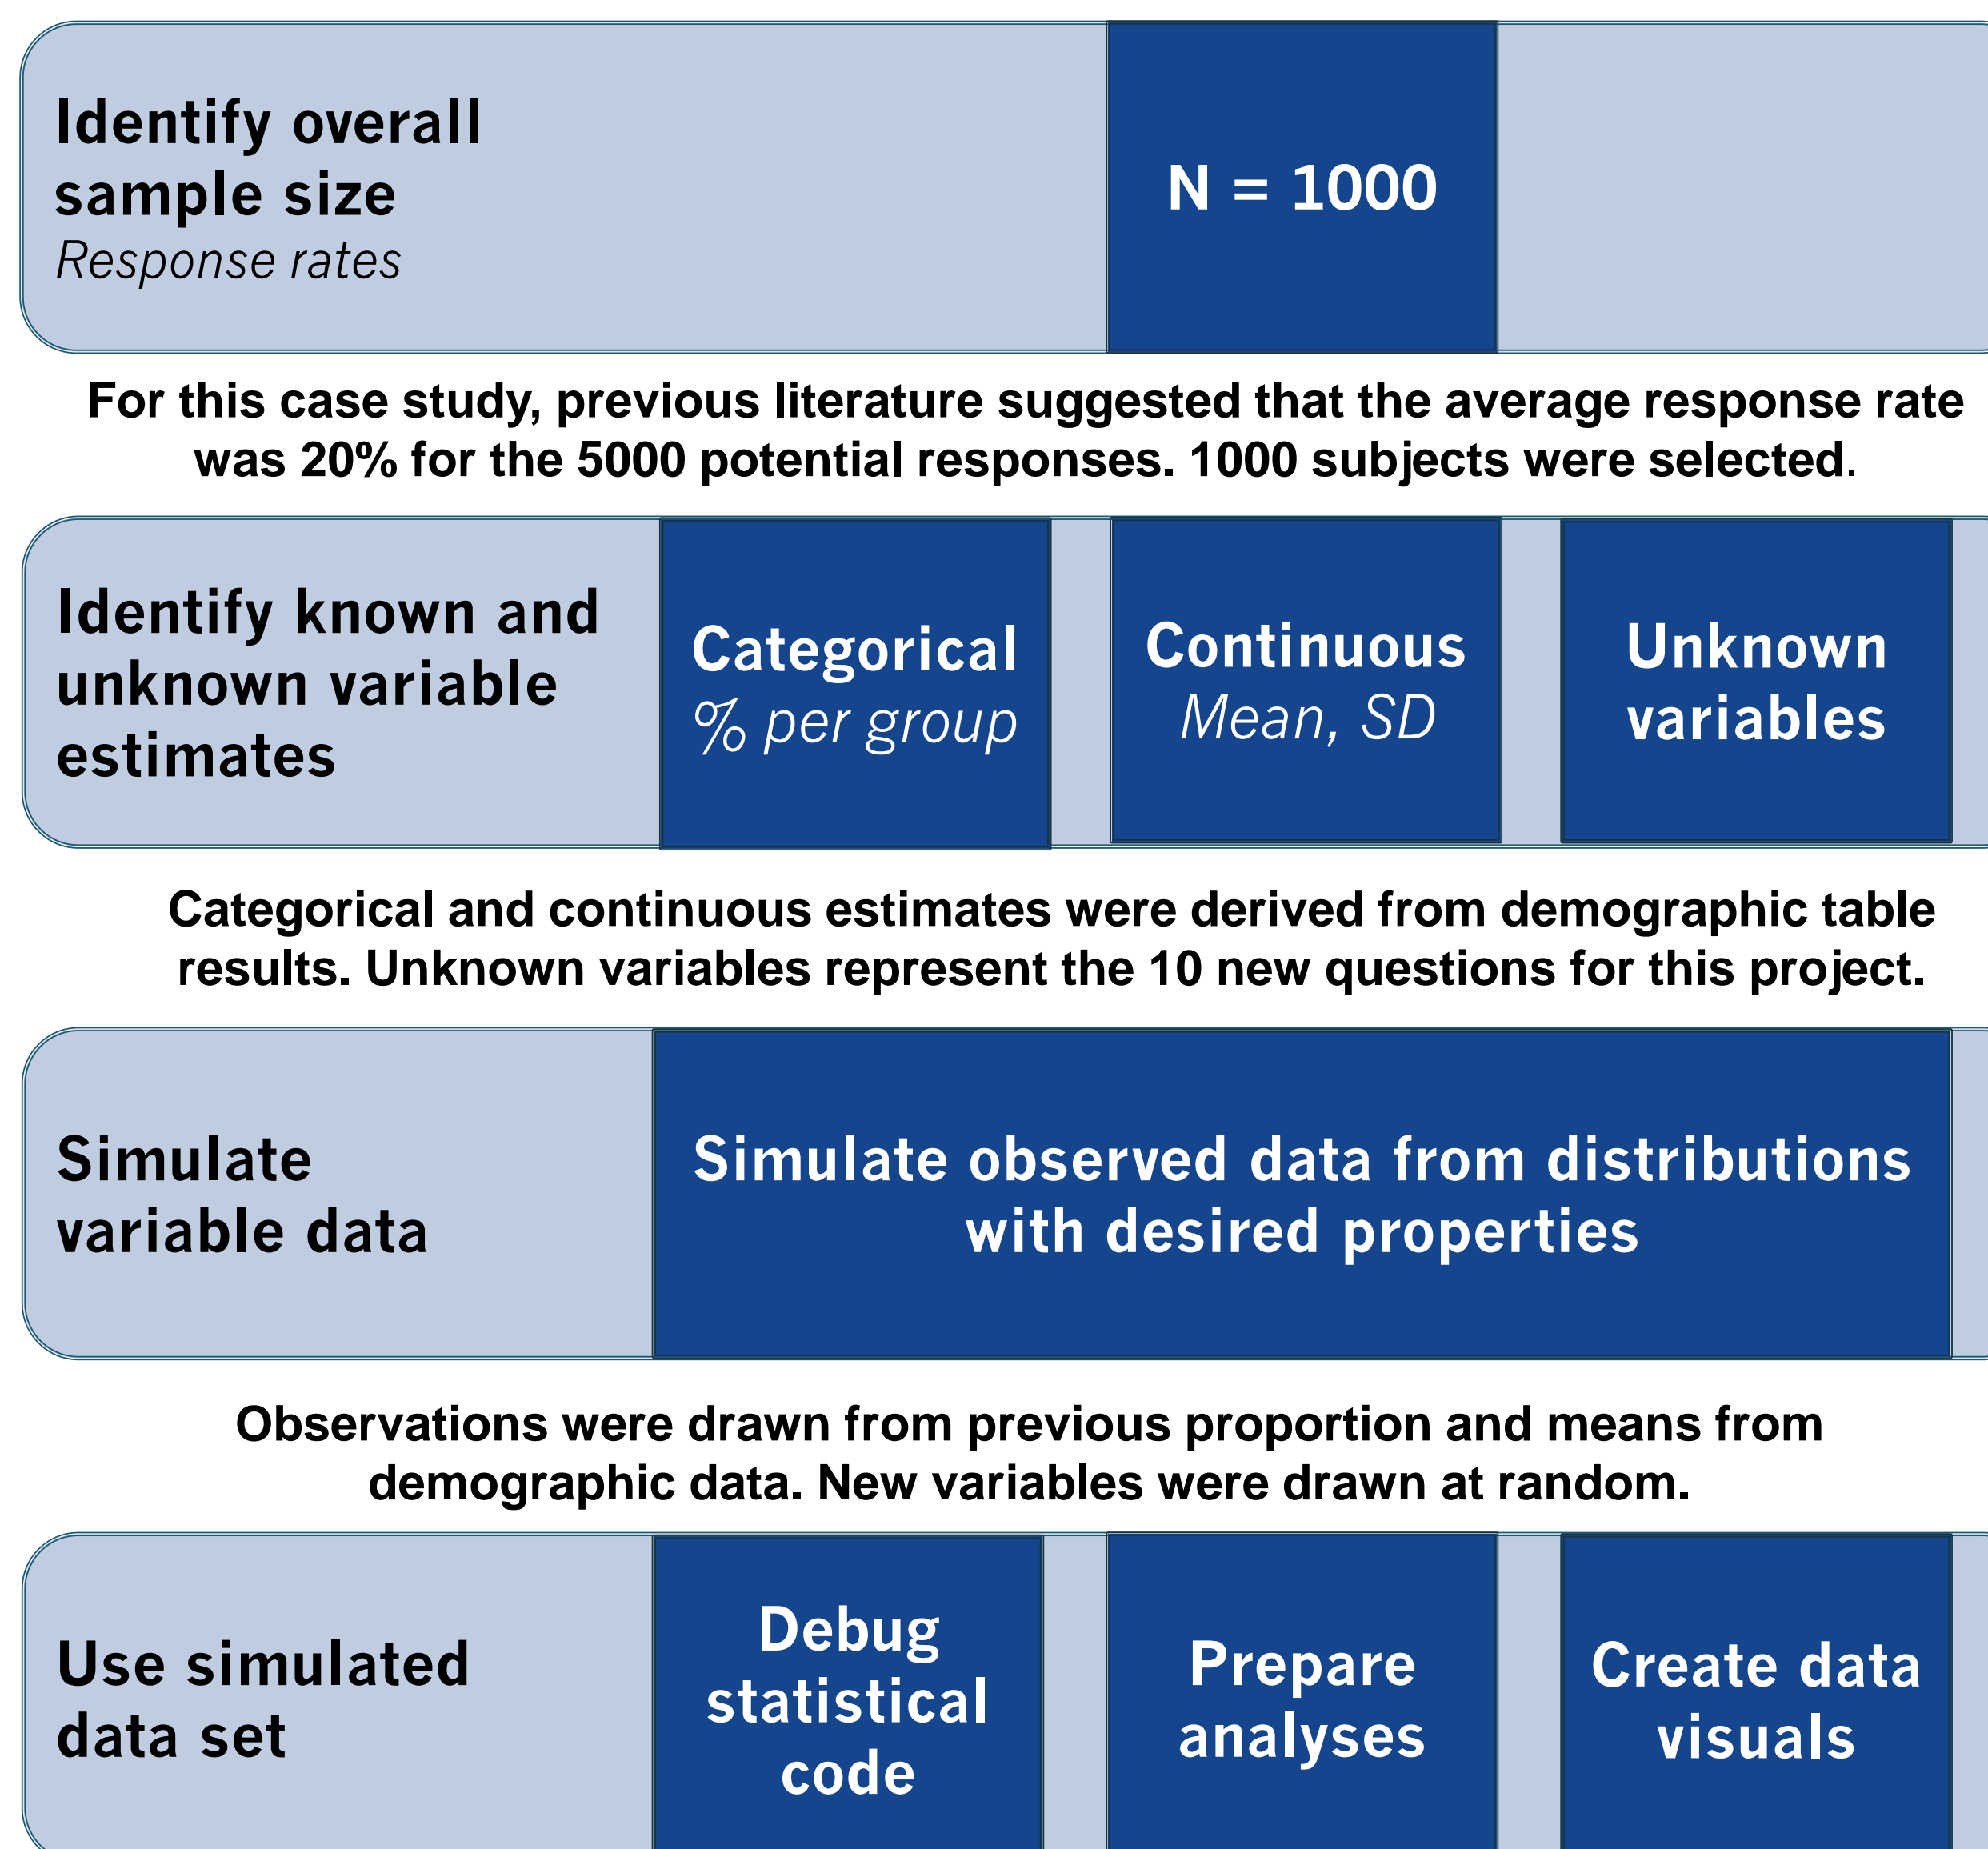 Identify overall
sample size
Response rates
N = 1000
For this case study, previous literature suggested that the average response rate
was 20% for the 5000 potential responses. 1000 subjects were selected.
Identify known and
unknown variable
estimates
Categorical
% per group
Continuous
Mean, SD
Unknown
variables
Categorical and continuous estimates were derived from demographic table
results. Unknown variables represent the 10 new questions for this project.
Simulate
variable data
Simulate observed data from distributions
with desired properties
Observations were drawn from previous proportion and means from
demographic data. New variables were drawn at random.
Use simulated
data set
Debug
statistical
code
Prepare
analyses
Create data
visuals